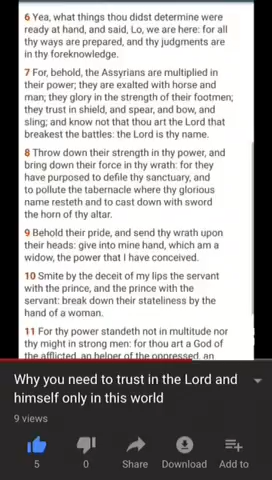 6 Yea, what things thou didst determine were
ready at hand, and said, Lo, we are here: for all
thy ways are prepared, and thy judgments are
in thy foreknowledge.
7 For, behold, the Assyrians are multiplied in
their power; they are exalted with horse and
man; they glory in the strength of their footmen;
they trust in shield, and spear, and bow, and
sling; and know not that thou art the Lord that
breakest the battles: the Lord is thy name.
8 Throw down their strength in thy power, and
bring down their force in thy wrath: for they
have purposed to defile thy sanctuary, and
to pollute the tabernacle where thy glorious
name resteth and to cast down with sword
the horn of thy altar.
9 Behold their pride, and send thy wrath upon
their heads: give into mine hand, which am a
widow, the power that I have conceived.
10 Smite by the deceit of my lips the servant
with the prince, and the prince with the
servant: break down their stateliness by the
hand of a woman.
11 For thy power standeth not in multitude nor
thy might in strong men: for thou art a God of
the afflicted, an helper of the oppressed, an
Why you need to trust in the Lord and
himself only in this world
9 views
5 0 Share Download Add to